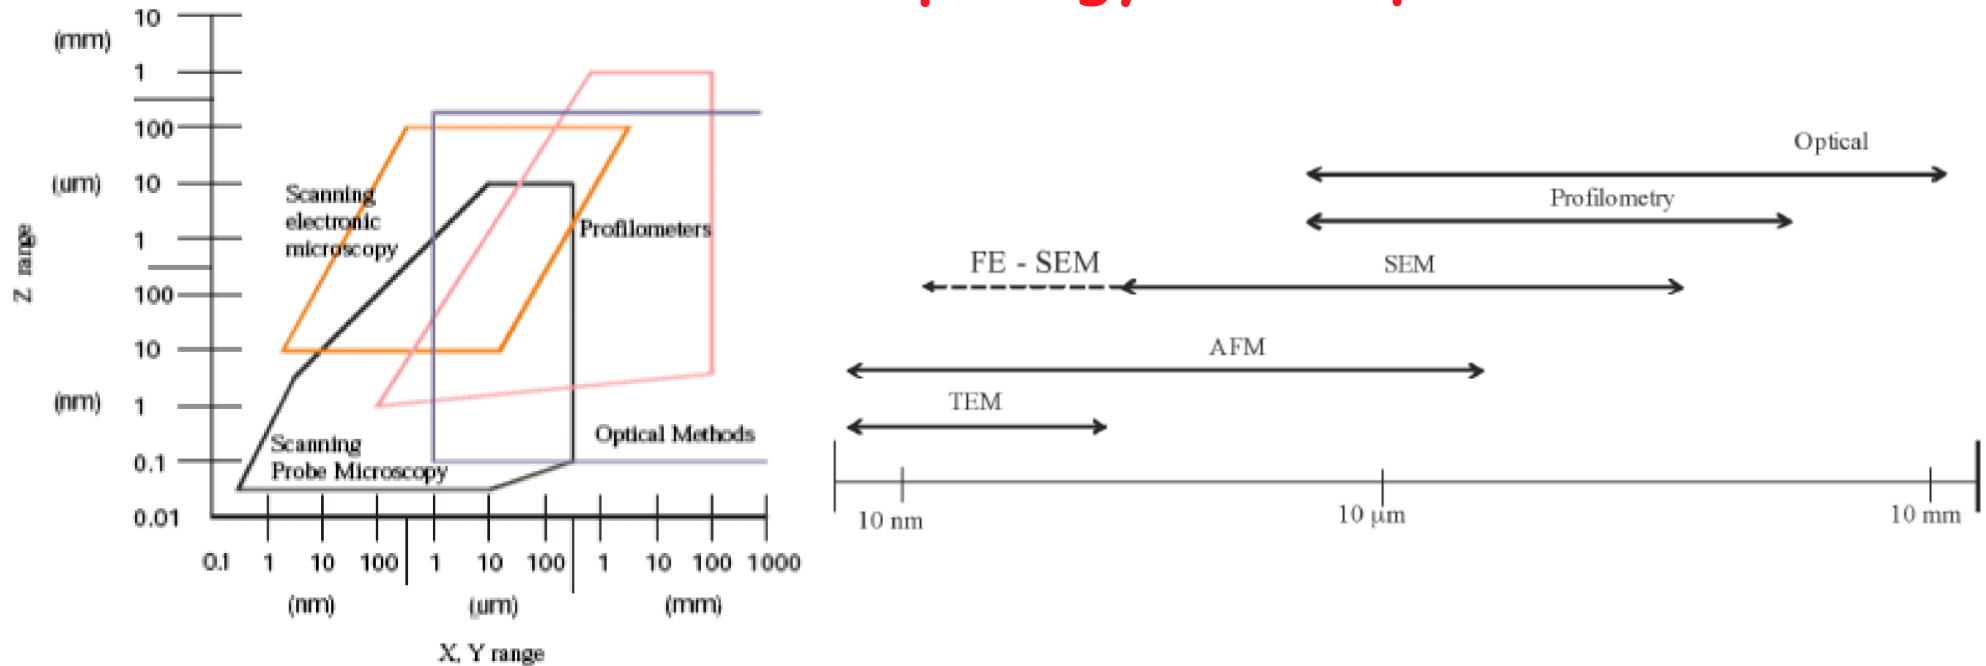 10
(mm)
1
100
(um)
10
1
Z range
100
10
(nm)
1
0.1
0.01
Scanning
electronic
microscopy
Profilometers
Scanning
Probe Microscopy
Optical Methods
0.1 1 10 100 1 10 100 1 10 100 1000
(nm) (um) (mm)
X, Y range
Optical
Profilometry
FE - SEM
SEM
AFM
TEM
10 nm
10 µm
10 mm